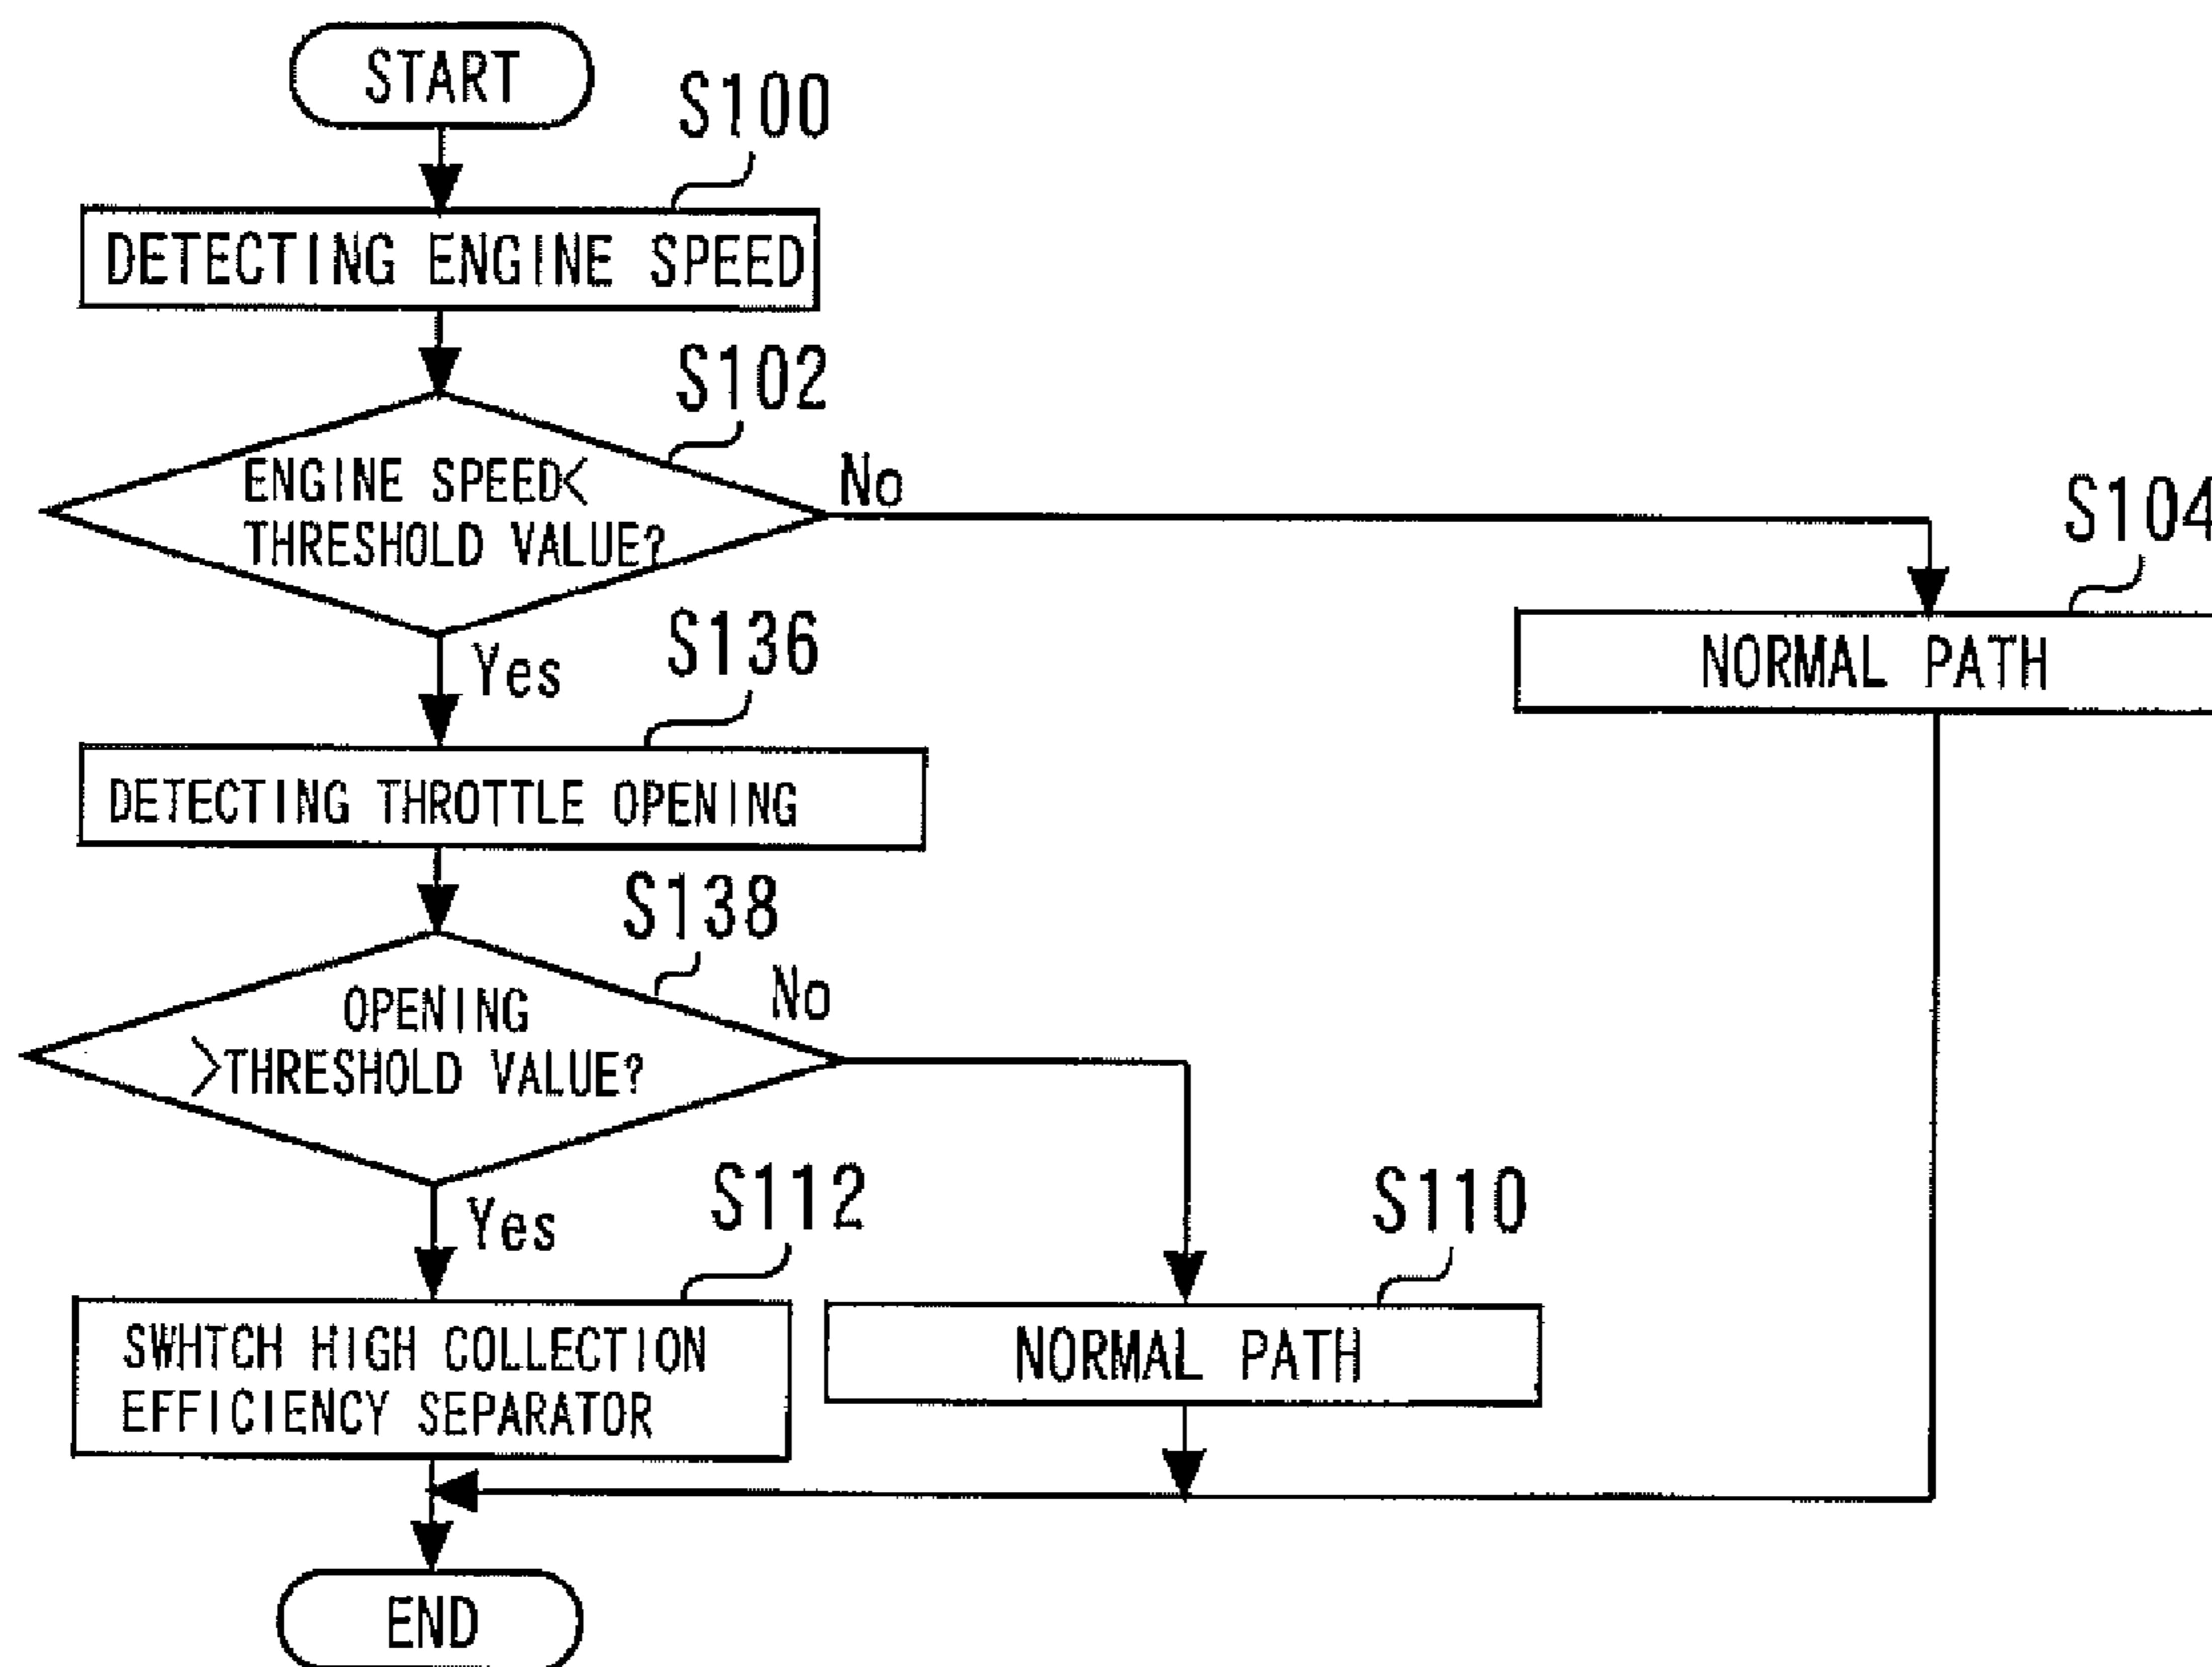 START
S100
DETECTING ENGINE SPEED
S102
ENGINE SPEED<
THRESHOLD VALUE?
No
S104
NORMAL PATH
Yes
S136
DETECTING THROTTLE OPENING
S138
OPENING
>THRESHOLD VALUE?
No
Yes
S112
SWHTCH HIGH COLLECTION
EFFICIENCY SEPARATOR
S110
NORMAL PATH
END